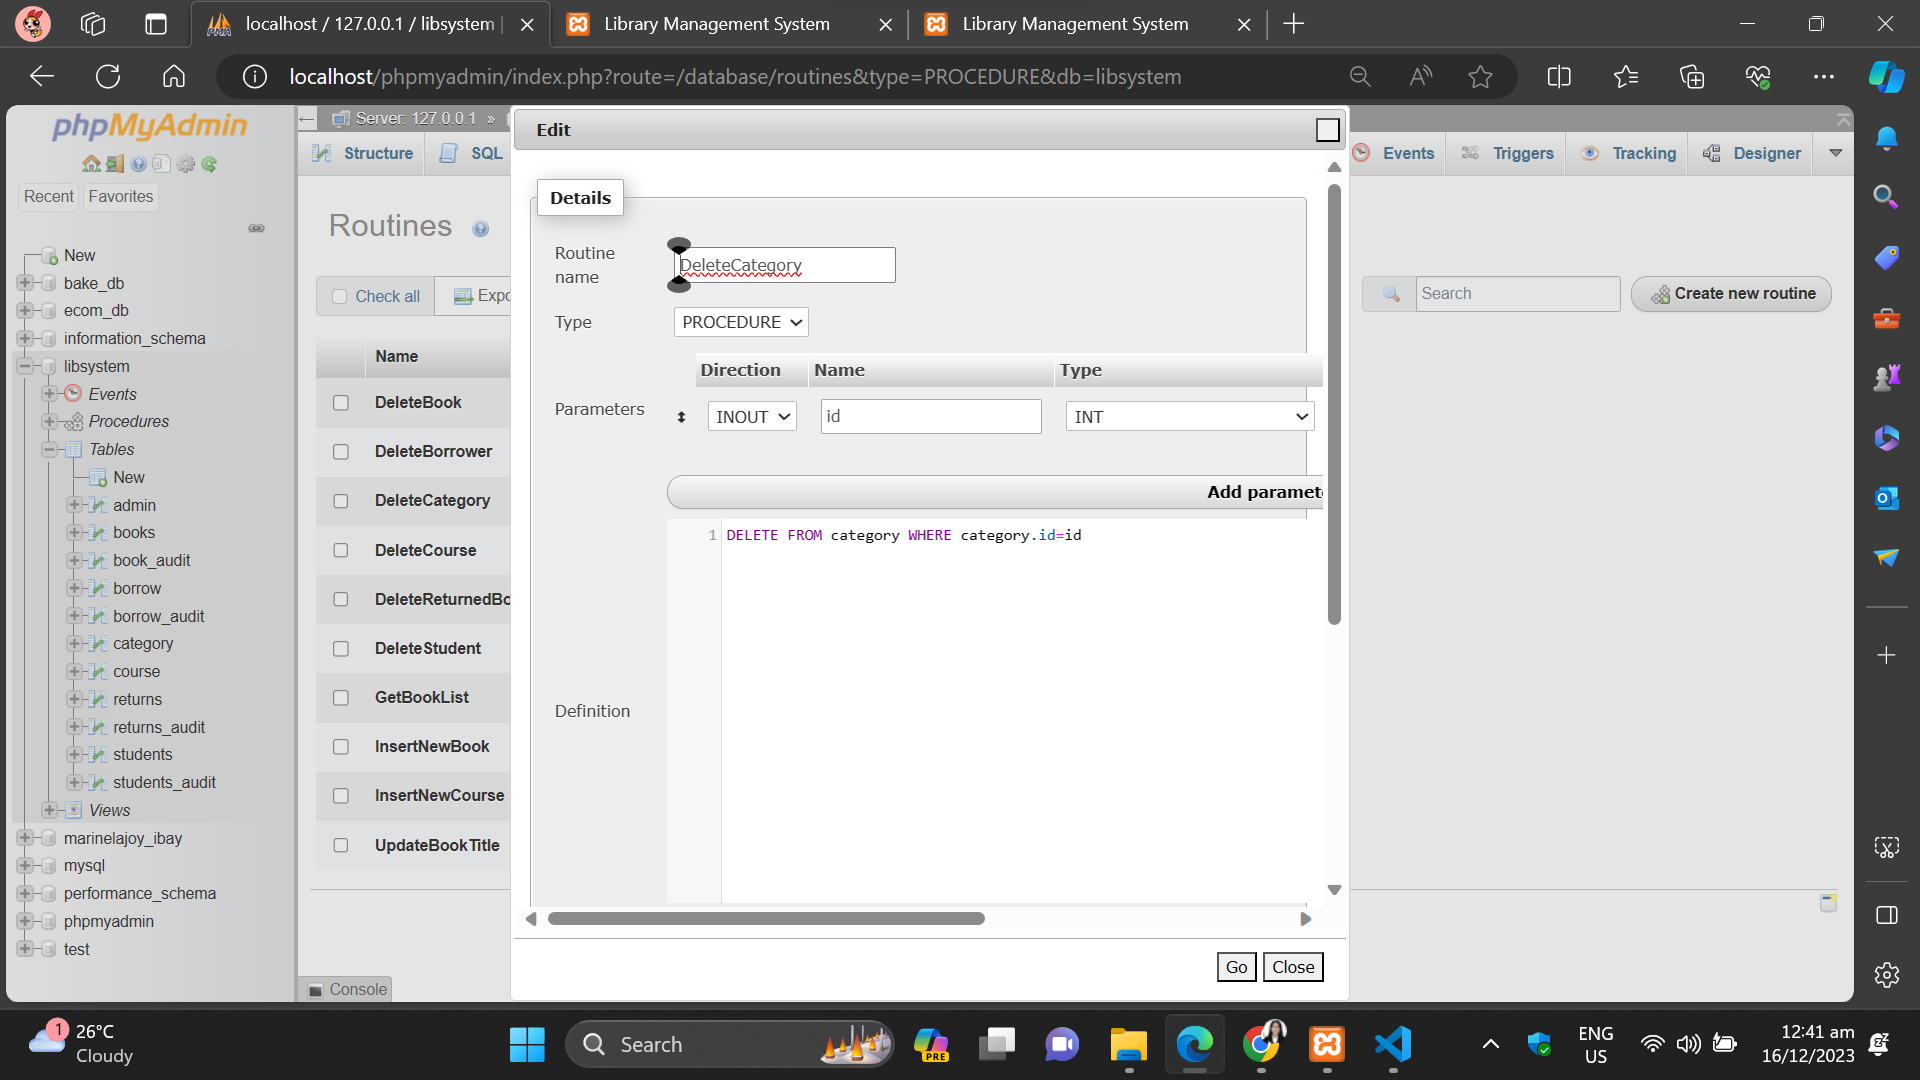 localhost / 127.0.0.1 / libsystem |
Library Management System
Library Management System
localhost/phpmyadmin/index.php?route=/database/routines&type=PROCEDURE&db=libsystem
phpMyAdmin
Recent
Favorites
New
bake_db
ecom_db
information_schema
libsystem
Events
Procedures
Tables
New
admin
books
book_audit
borrow
borrow_audit
category
course
returns
returns_audit
students
students_audit
Views
marinelajoy_ibay
mysql
performance_schema
phpmyadmin
test
Server: 127.0.0.1 »
Structure
SQL
Events
Triggers
Tracking
Designer
Routines
Check all
Expo
Search
Create new routine
Name
DeleteBook
DeleteBorrower
DeleteCategory
DeleteCourse
DeleteReturnedBo
DeleteStudent
GetBookList
InsertNewBook
InsertNewCourse
UpdateBookTitle
Console
Edit
Details
Routine
name
DeleteCategory
Type
PROCEDURE
Direction
Name
Type
Parameters
INOUT
id
INT
Add paramet
1
DELETE FROM category WHERE category.id=id
Definition
Go
Close
1
26°C
Cloudy
Search
PRE
ENG
US
12:41 am
16/12/2023